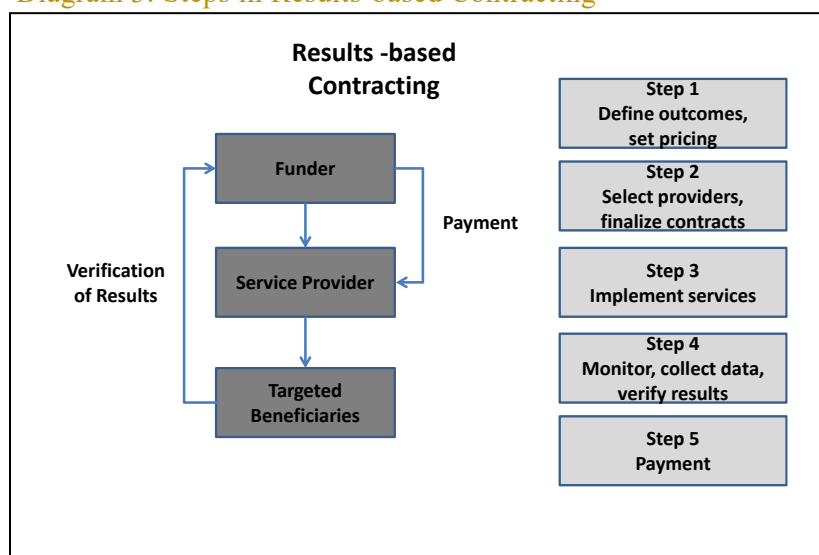 Diagram 3: Steps in Results-based Contracting
Results -based
Contracting
Funder
Payment
Service Provider
Verification
of Results
Targeted
Beneficiaries
Step 1
Define outcomes,
set pricing
Step 2
Select providers,
finalize contracts
Step 3
Implement services
Step 4
Monitor, collect data,
verify results
Step 5
Payment